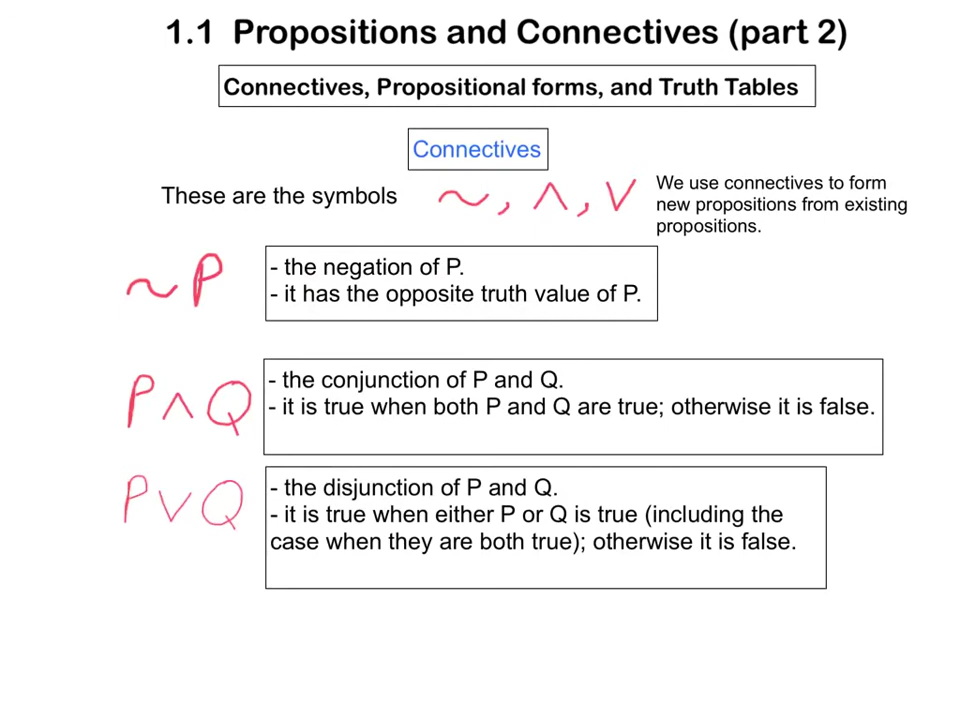 1.1 Propositions and Connectives (part 2)
Connectives, Propositional forms, and Truth Tables
Connectives
These are the symbols ~, ∧, ∨
We use connectives to form
new propositions from existing
propositions.
~P
- the negation of P.
- it has the opposite truth value of P.
P∧Q
- the conjunction of P and Q.
- it is true when both P and Q are true; otherwise it is false.
P∨Q
- the disjunction of P and Q.
- it is true when either P or Q is true (including the
case when they are both true); otherwise it is false.